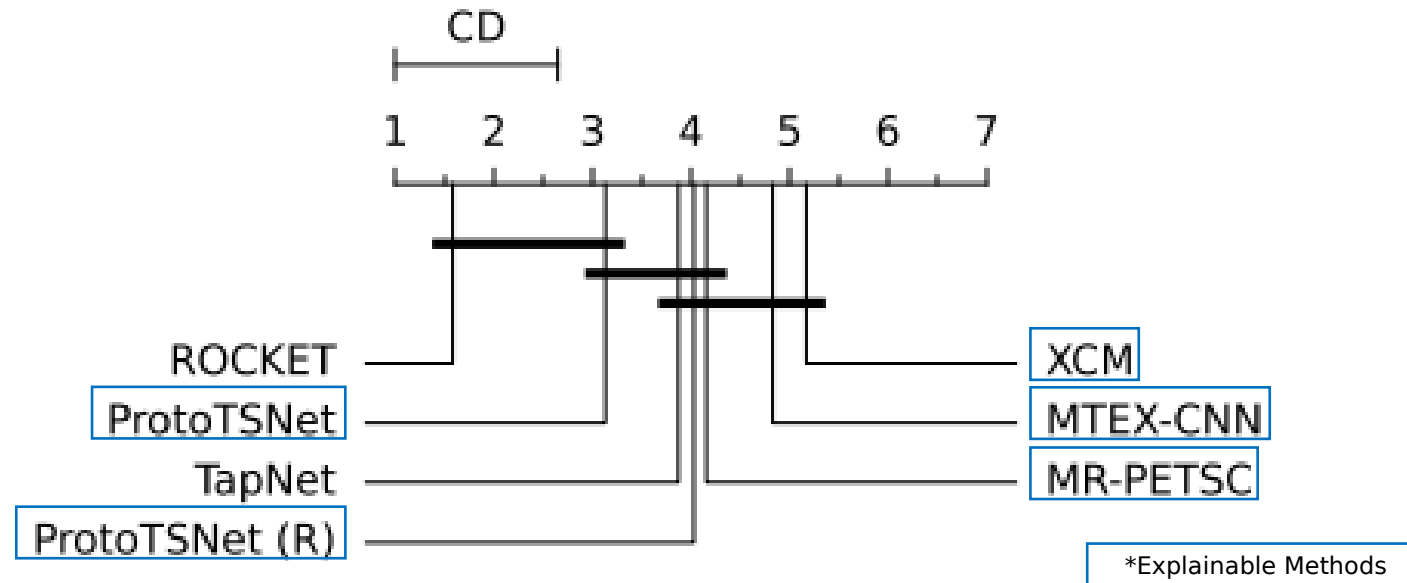 CD
1 2 3 4 5 6 7
ROCKET
ProtoTSNet
TapNet
ProtoTSNet (R)
XCM
MTEX-CNN
MR-PETSC
*Explainable Methods